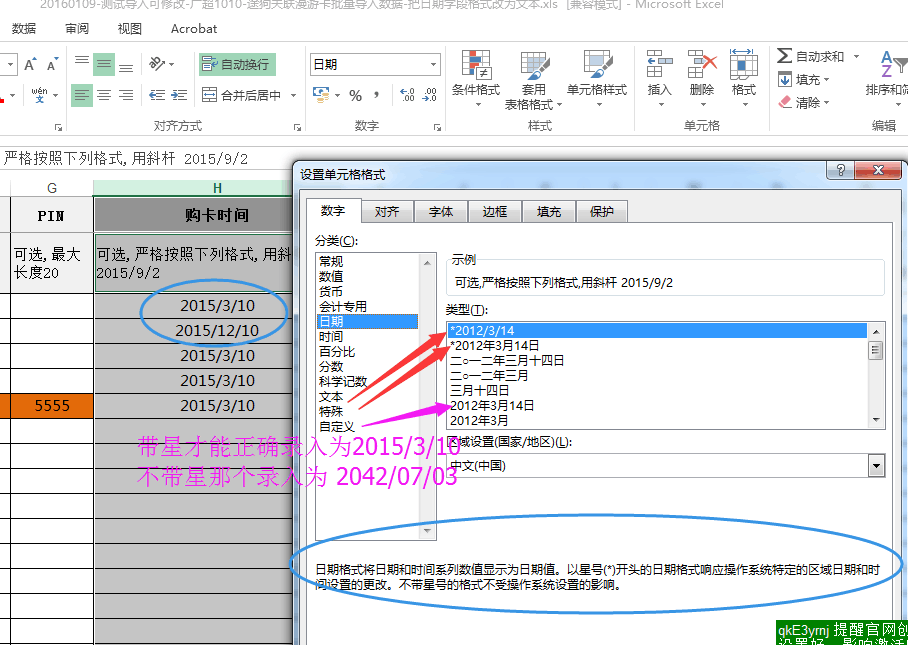 20160109-测试导入可修改-广超1010-途狗关联漫游卡批量导入数据-把日期字段格式改为文本.xls [兼容模式] - Microsoft Excel
数据 审阅 视图 Acrobat
自动换行
合并后居中
对齐方式
日期
% ,
数字
条件格式
套用
表格格式
单元格样式
样式
插入 删除 格式
单元格
自动求和
填充
清除
排序和
编辑
严格按照下列格式,用斜杆 2015/9/2
G H
PIN 购卡时间
可选,最大
长度20
可选,严格按照下列格式,用斜
2015/9/2
2015/3/10
2015/12/10
2015/3/10
2015/3/10
5555 2015/3/10
带星才能正确录入为2015/3/10
不带星那个录入为 2042/07/03
设置单元格格式
数字 对齐 字体 边框 填充 保护
分类(C):
常规
数值
货币
会计专用
日期
时间
百分比
分数
科学记数
文本
特殊
自定义
示例
可选,严格按照下列格式,用斜杆 2015/9/2
类型(T):
*2012/3/14
*2012年3月14日
二○一二年三月十四日
二○一二年三月
三月十四日
2012年3月14日
2012年3月
区域设置(国家/地区)(L):
中文(中国)
日期格式将日期和时间系列数值显示为日期值。以星号(*)开头的日期格式响应操作系统特定的区域日期和时
间设置的更改。不带星号的格式不受操作系统设置的影响。
qkE3yrnj 提醒官网创